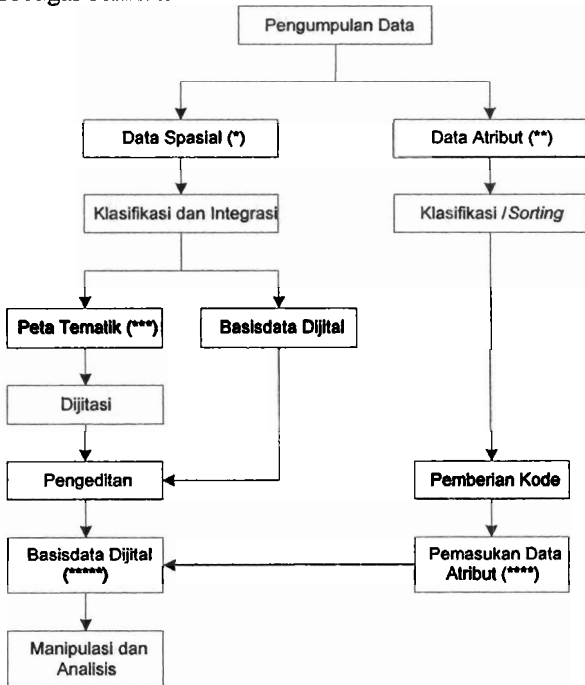 Pengumpulan Data
Data Spasial (*)
Data Atribut (**)
Klasifikasi dan Integrasi
Klasifikasi /Sorting
Peta Tematik (***)
Basisdata Dijital
Dijitasi
Pengeditan
Pemberian Kode
Basisdata Dijital
(*****)
Pemasukan Data
Atribut (****)
Manipulasi dan
Analisis